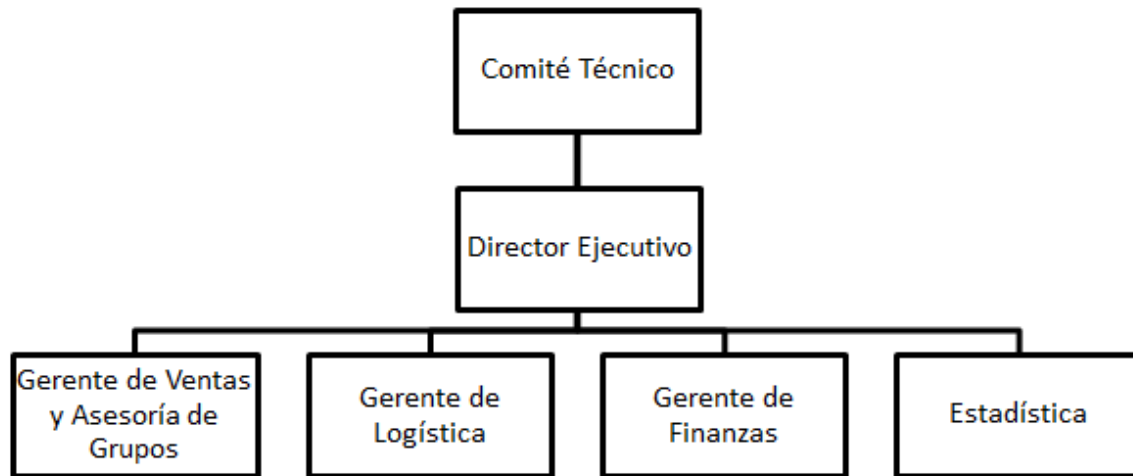 Comité Técnico
Director Ejecutivo
Gerente de Ventas
y Asesoría de
Grupos
Gerente de
Logística
Gerente de
Finanzas
Estadística